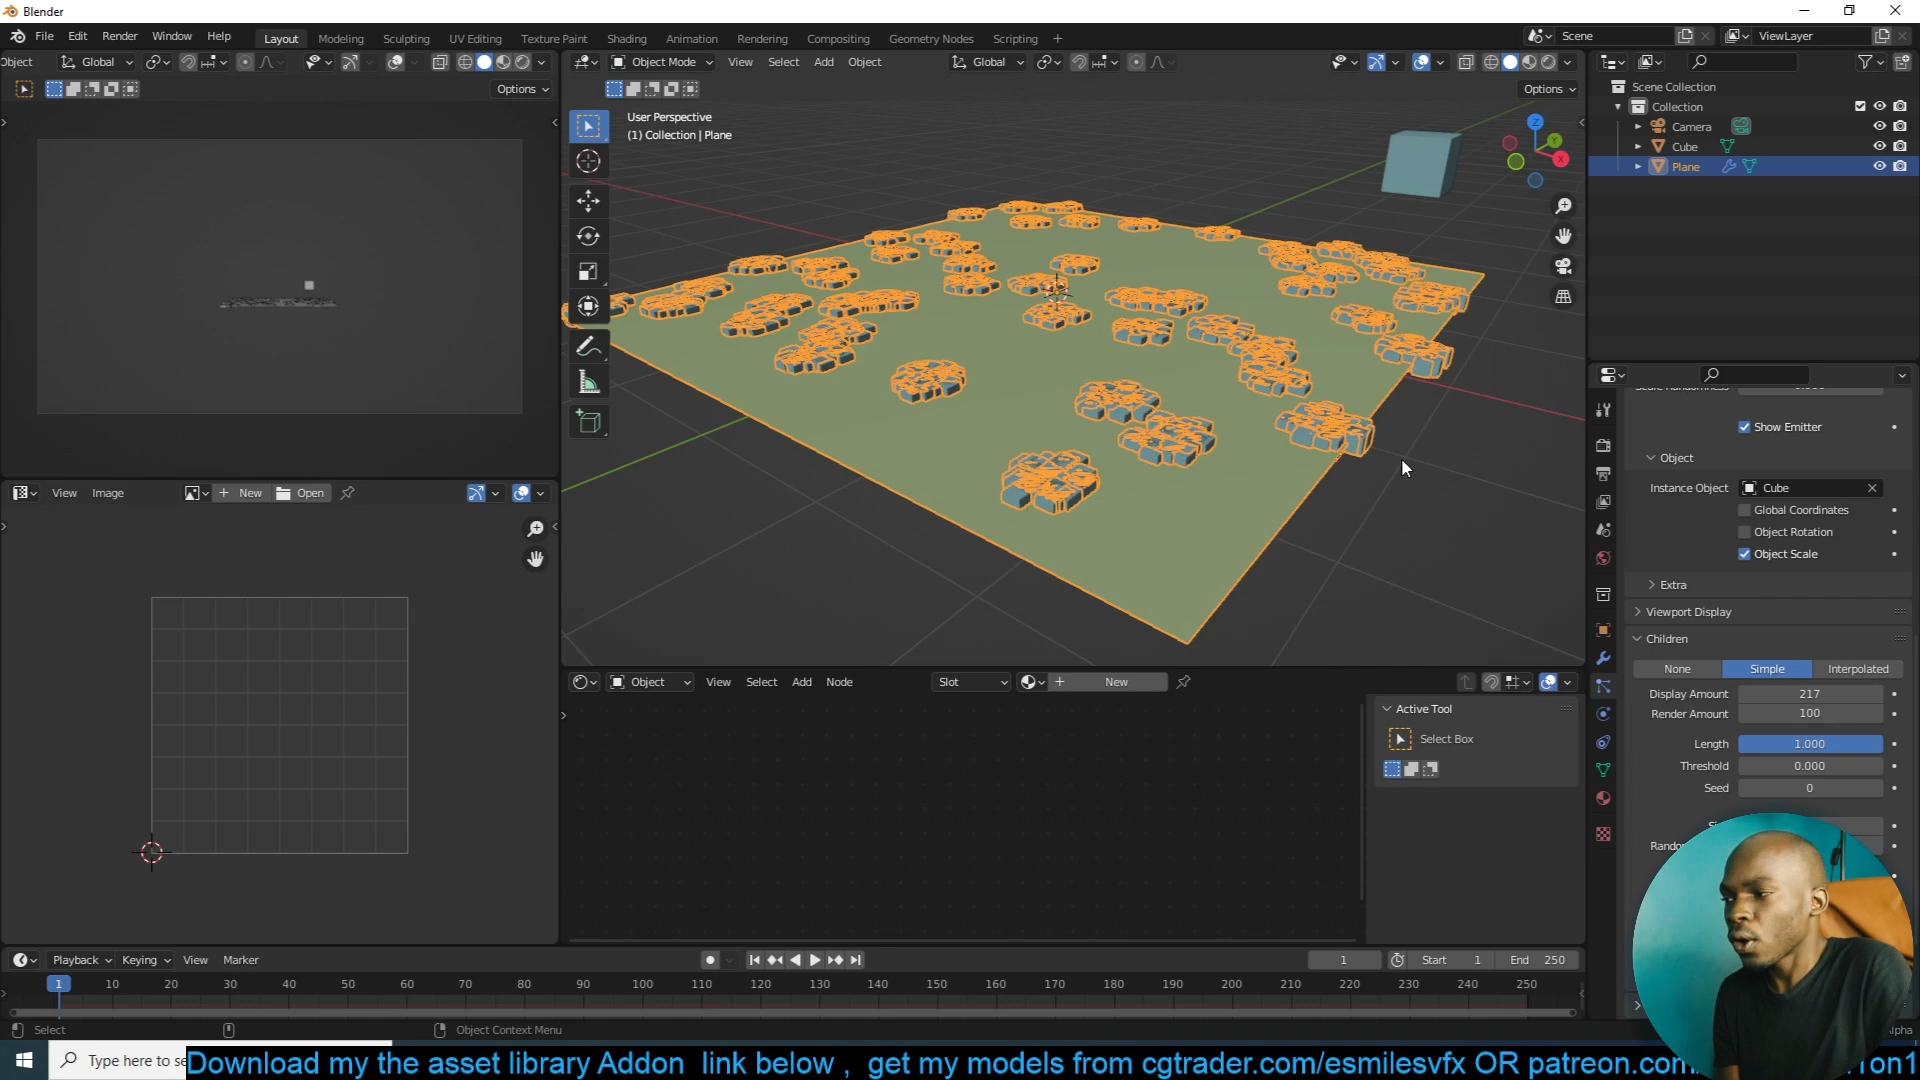 Blender
File Edit Render Window Help
Layout Modeling Sculpting UV Editing Texture Paint Shading Animation Rendering Compositing Geometry Nodes Scripting
Scene
ViewLayer
Object Global
Options
Object Mode View Select Add Object Global
Options
User Perspective
(1) Collection | Plane
Z
Y
X
Scene Collection
Collection
Camera
Cube
Plane
Show Emitter
Object
Instance Object Cube
Global Coordinates
Object Rotation
Object Scale
Extra
Viewport Display
Children
None Simple Interpolated
Display Amount 217
Render Amount 100
Length 1.000
Threshold 0.000
Seed 0
View Image New Open
Object View Select Add Node Slot New
Active Tool
Select Box
Playback Keying View Marker
1 Start 1 End 250
1 10 20 30 40 50 60 70 80 90 100 110 120 130 140 150 160 170 180 190 200 210 220 230 240 250
Select Object Context Menu
Type here to
Download my the asset library Addon link below , get my models from cgtrader.com/esmilesvfx OR